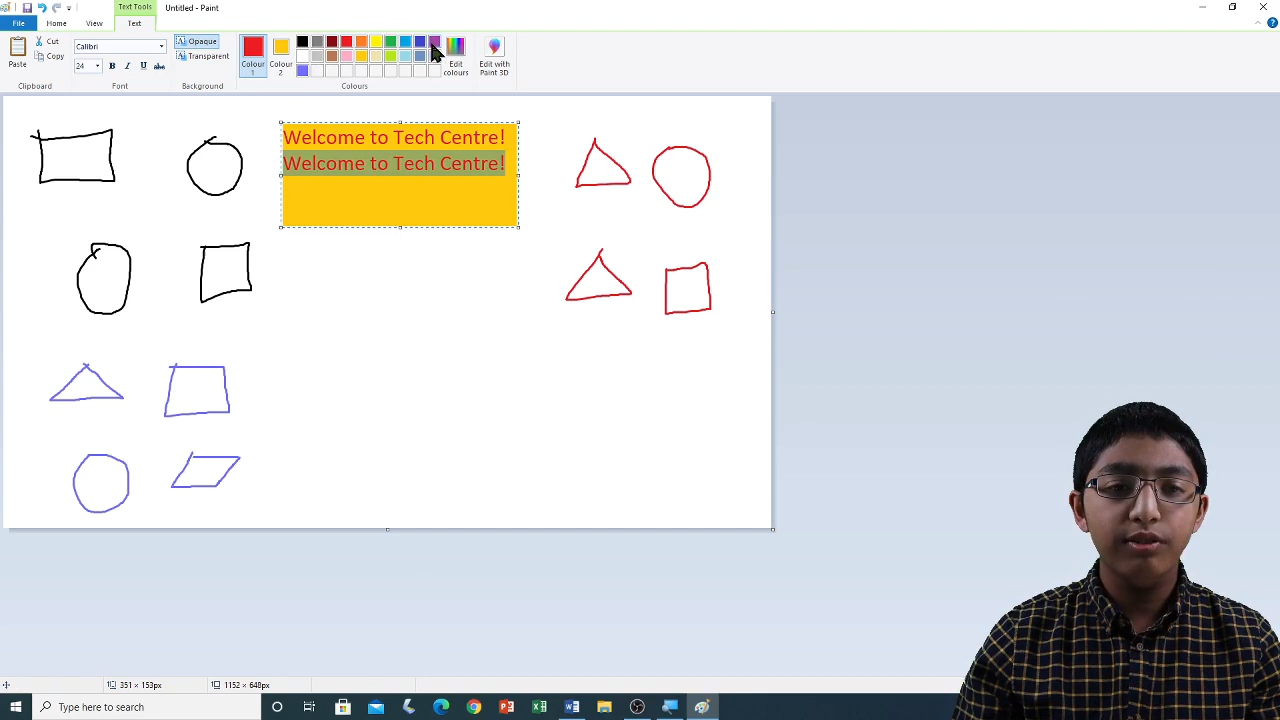 Text Tools
Untitled - Paint
File
Home
View
Text
Paste
Cut
Copy
Clipboard
Calibri
24
B I U abc
Font
Opaque
Transparent
Background
Colour 1
Colour 2
Edit colours
Colours
Edit with Paint 3D
Welcome to Tech Centre!
Welcome to Tech Centre!
351 × 153px
1152 × 648px
Type here to search